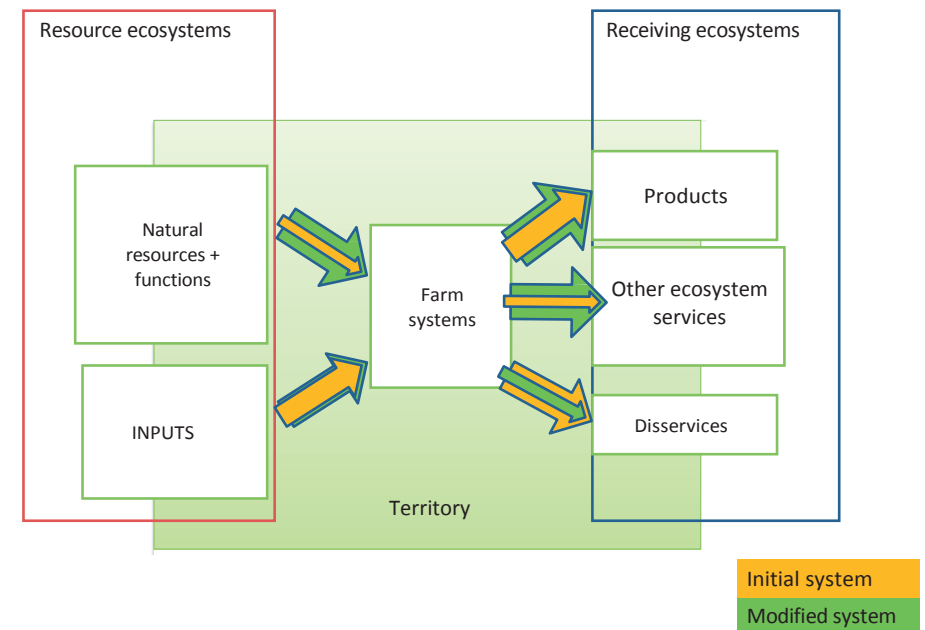 Resource ecosystems
Receiving ecosystems
Natural
resources +
functions
INPUTS
Farm
systems
Products
Other ecosystem
services
Disservices
Territory
Initial system
Modified system